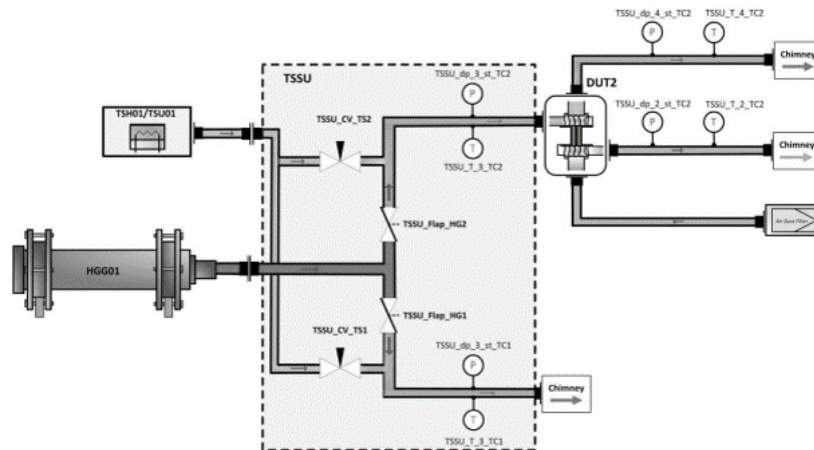 TSSU_dp_4_st_TC2
TSSU_T_4_TC2
P
T
Chimney
TSSU
TSSU_dp_3_st_TC2
DUT2
P
TSH01/TSU01
TSSU_CV_TS2
TSSU_dp_2_st_TC2
TSSU_T_2_TC2
P
T
Chimney
T
TSSU_T_3_TC2
TSSU_Flap_HG2
Air Dust Filter
HGG01
TSSU_Flap_HG1
TSSU_CV_TS1
TSSU_dp_3_st_TC1
P
Chimney
T
TSSU_T_3_TC1